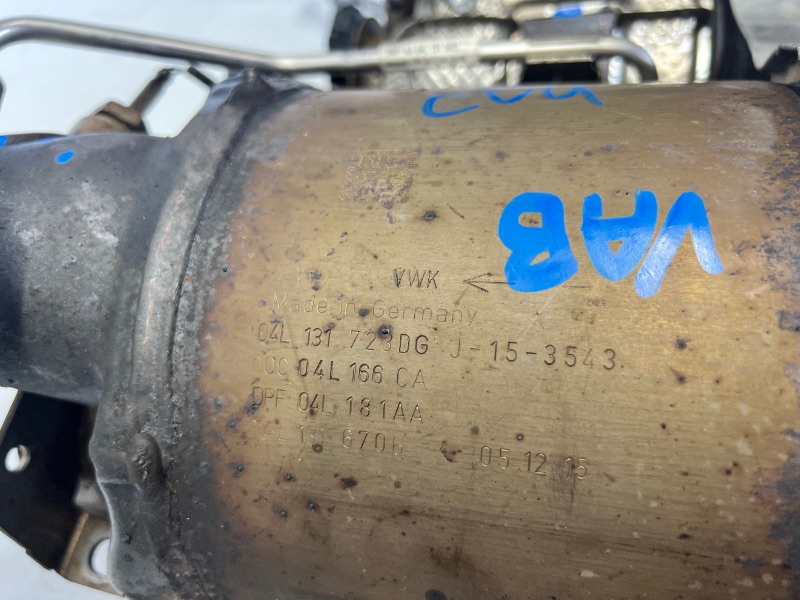 VAB
VWK
Made in Germany
04L 131 723DG J-15-3543
DOC 04L 166 CA
DPF 04L 181AA
670 05.12.15